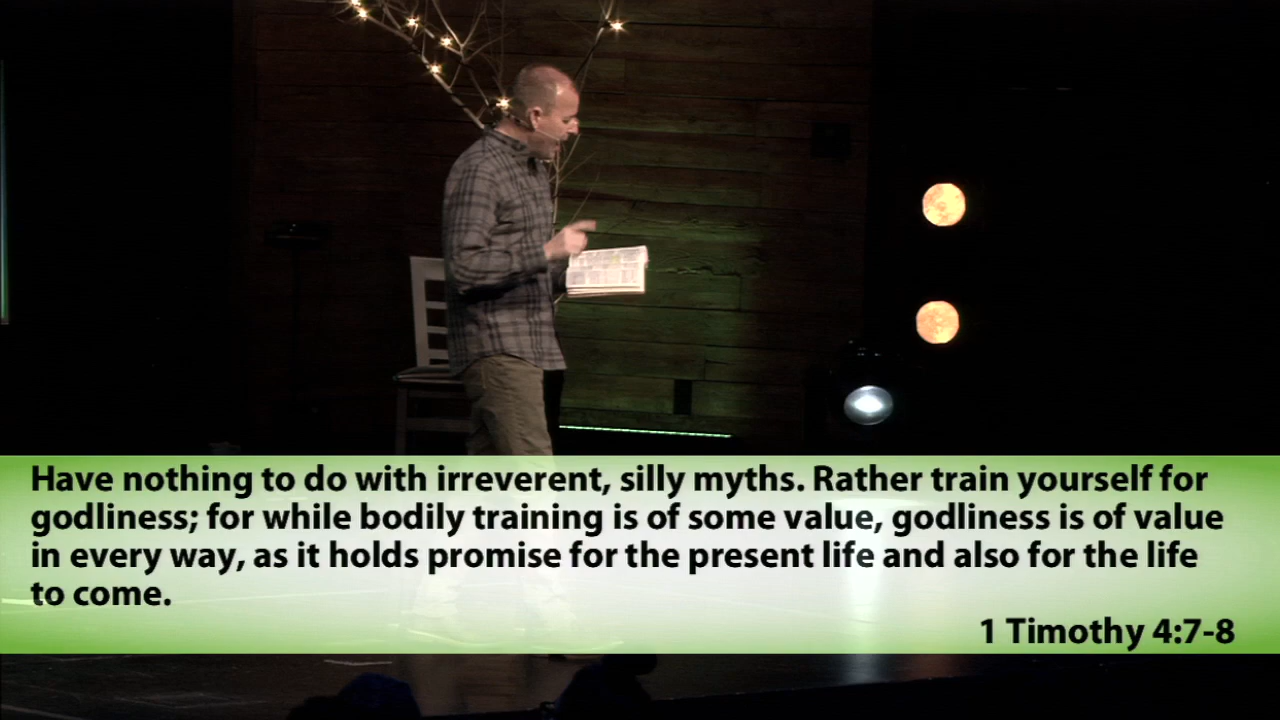 Have nothing to do with irreverent, silly myths. Rather train yourself for
godliness; for while bodily training is of some value, godliness is of value
in every way, as it holds promise for the present life and also for the life
to come.
1 Timothy 4:7-8